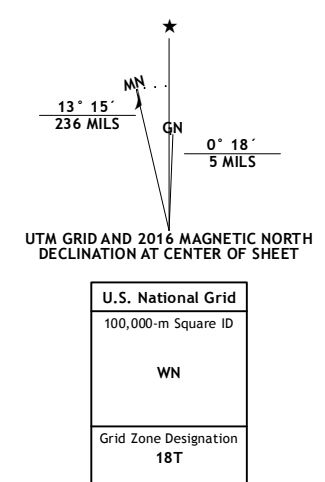 ★
MN
GN
13° 15´
236 MILS
0° 18´
5 MILS
UTM GRID AND 2016 MAGNETIC NORTH
DECLINATION AT CENTER OF SHEET
U.S. National Grid
100,000-m Square ID
WN
Grid Zone Designation
18T